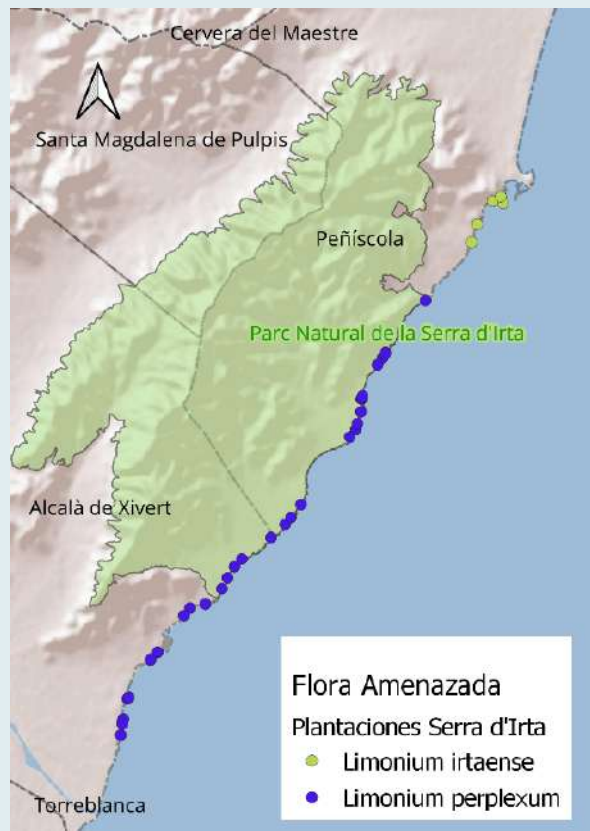 Cervera del Maestre
Santa Magdalena de Pulpis
Peñíscola
Parc Natural de la Serra d'Irta
Alcalà de Xivert
Flora Amenazada
Plantaciones Serra d'Irta
Limonium irtaense
Limonium perplexum
Torreblanca